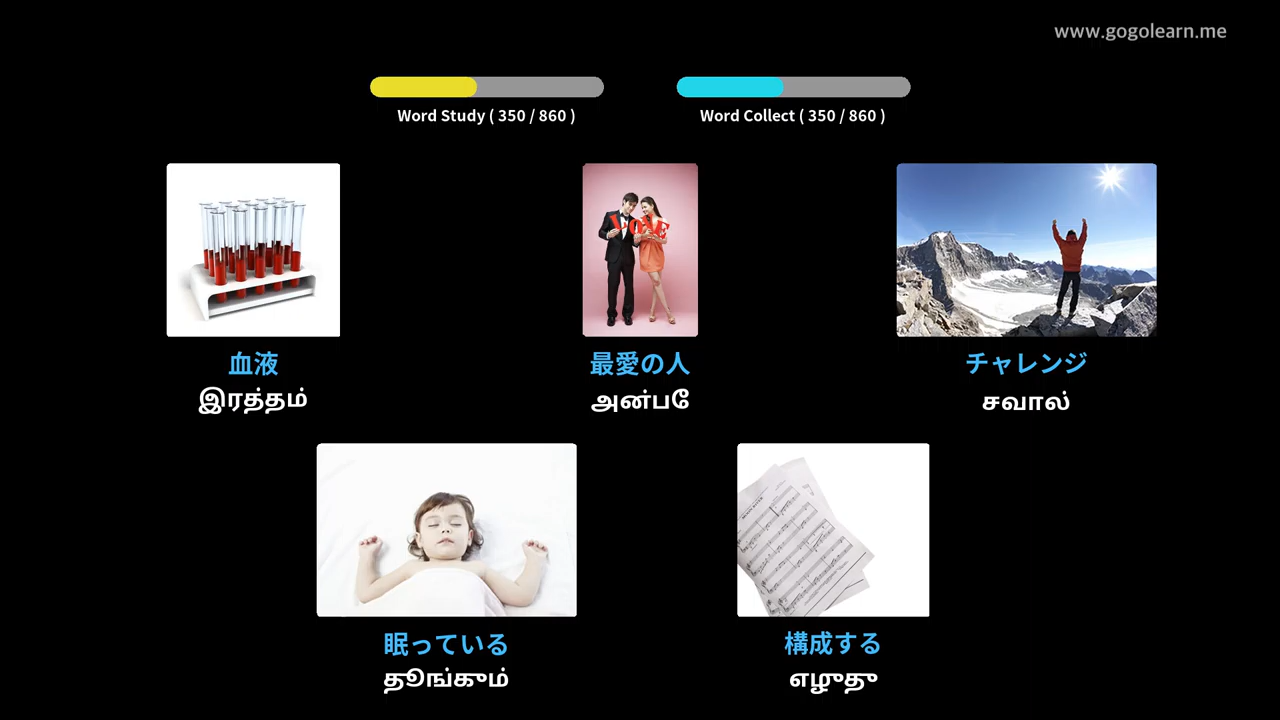 www.gogolearn.me
Word Study ( 350 / 860 )
Word Collect ( 350 / 860 )
LOVE
血液
இரத்தம்
最愛の人
அன்பே
チャレンジ
சவால்
眠っている
தூங்கும்
構成する
எழுது